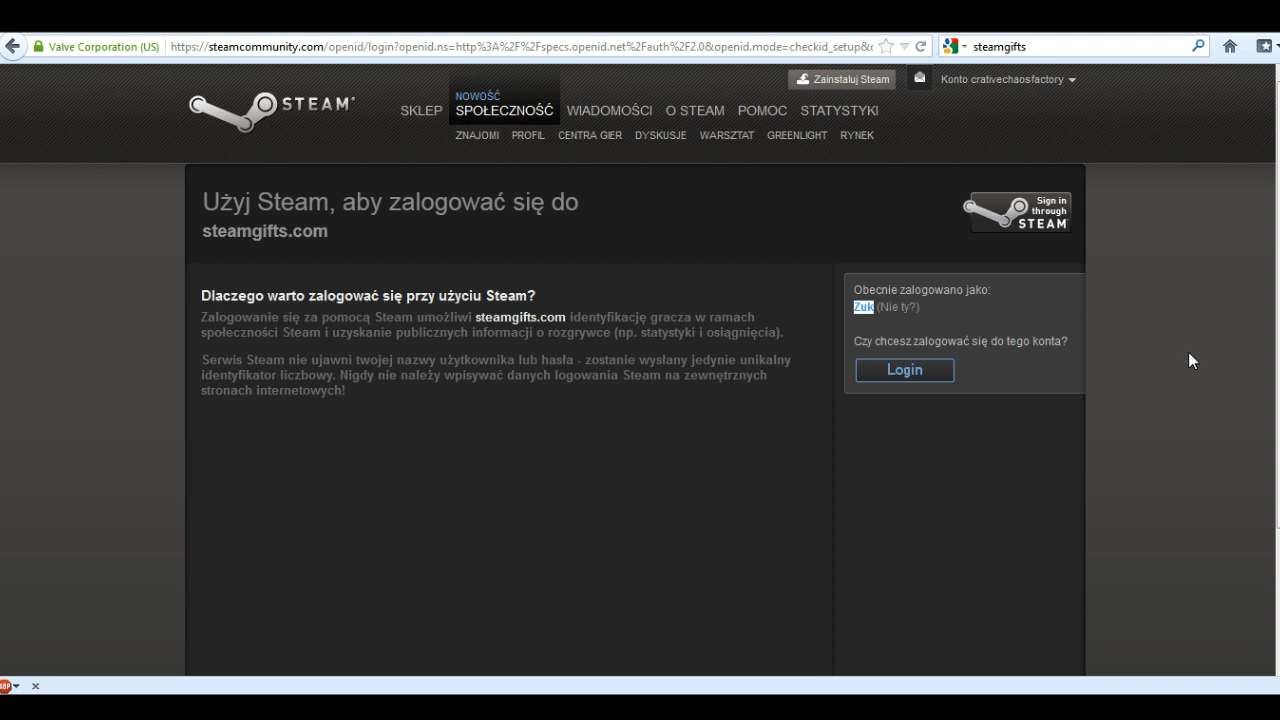 Valve Corporation (US)
https://steamcommunity.com/openid/login?openid.ns=http%3A%2F%2Fspecs.openid.net%2Fauth%2F2.0&openid.mode=checkid_setup&c
steamgifts
Zainstaluj Steam
Konto crativechaosfactory
STEAM
NOWOŚĆ
SKLEP SPOŁECZNOŚĆ WIADOMOŚCI O STEAM POMOC STATYSTYKI
ZNAJOMI PROFIL CENTRA GIER DYSKUSJE WARSZTAT GREENLIGHT RYNEK
Użyj Steam, aby zalogować się do
steamgifts.com
Sign in
through
STEAM
Dlaczego warto zalogować się przy użyciu Steam?
Zalogowanie się za pomocą Steam umożliwi steamgifts.com identyfikację gracza w ramach
społeczności Steam i uzyskanie publicznych informacji o rozgrywce (np. statystyki i osiągnięcia).
Serwis Steam nie ujawni twojej nazwy użytkownika lub hasła - zostanie wysłany jedynie unikalny
identyfikator liczbowy. Nigdy nie należy wpisywać danych logowania Steam na zewnętrznych
stronach internetowych!
Obecnie zalogowano jako:
Zuk (Nie ty?)
Czy chcesz zalogować się do tego konta?
Login
ABP